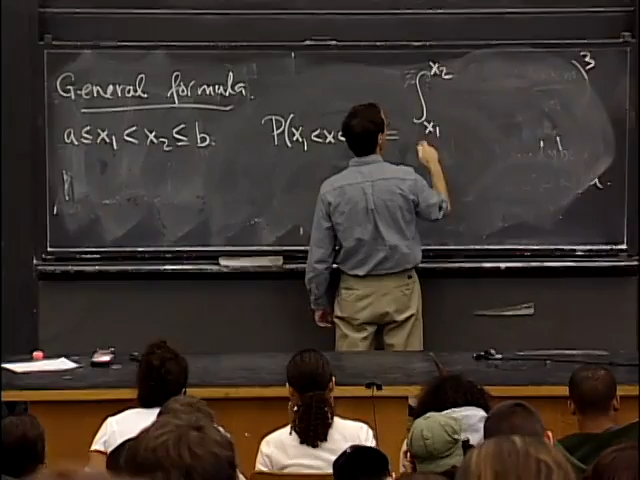 General formula.
a ≤ x₁ < x₂ ≤ b. P(x₁ < x < = ∫ x₂ x₁
3